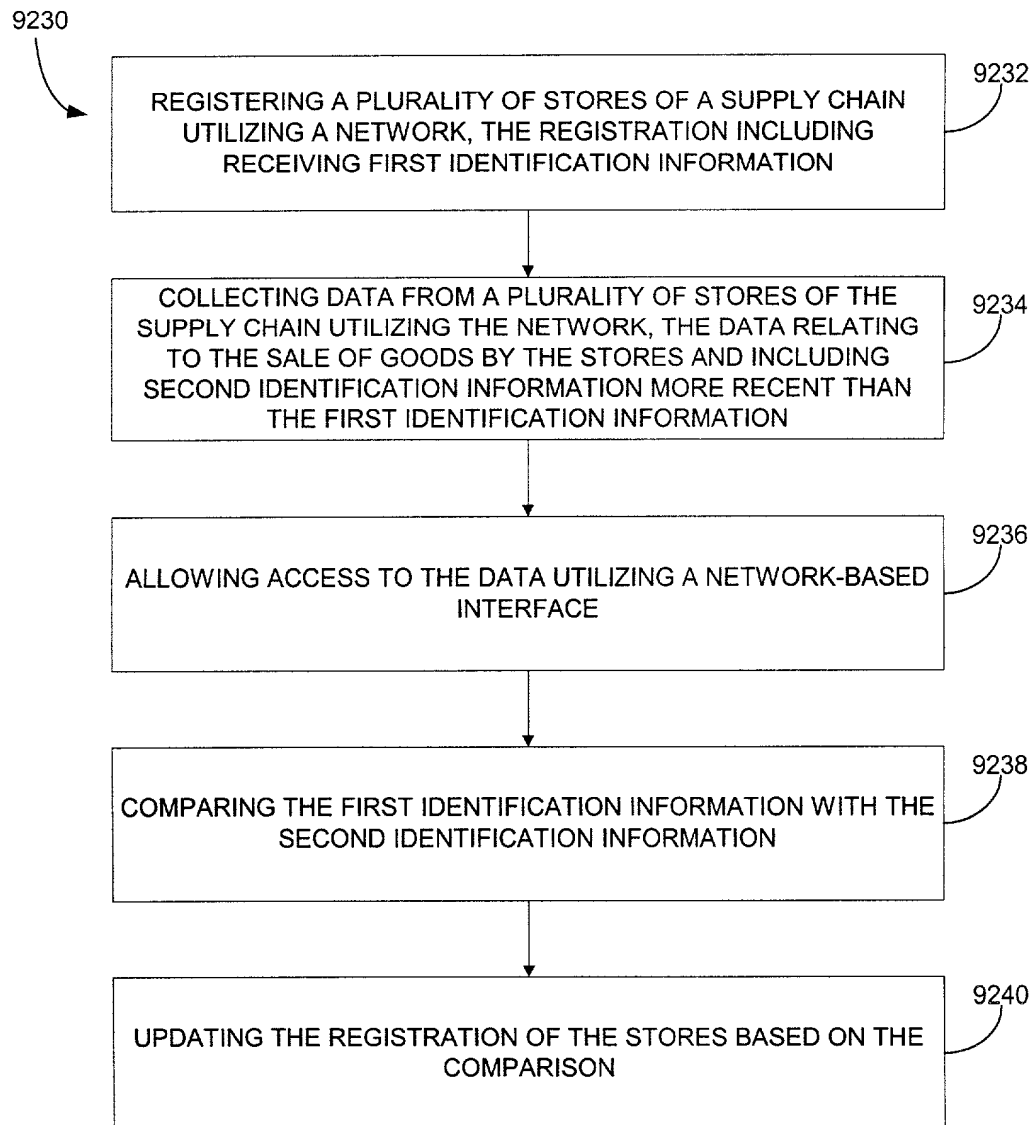 9230
9232
REGISTERING A PLURALITY OF STORES OF A SUPPLY CHAIN
UTILIZING A NETWORK, THE REGISTRATION INCLUDING
RECEIVING FIRST IDENTIFICATION INFORMATION
9234
COLLECTING DATA FROM A PLURALITY OF STORES OF THE
SUPPLY CHAIN UTILIZING THE NETWORK, THE DATA RELATING
TO THE SALE OF GOODS BY THE STORES AND INCLUDING
SECOND IDENTIFICATION INFORMATION MORE RECENT THAN
THE FIRST IDENTIFICATION INFORMATION
9236
ALLOWING ACCESS TO THE DATA UTILIZING A NETWORK-BASED
INTERFACE
9238
COMPARING THE FIRST IDENTIFICATION INFORMATION WITH THE
SECOND IDENTIFICATION INFORMATION
9240
UPDATING THE REGISTRATION OF THE STORES BASED ON THE
COMPARISON